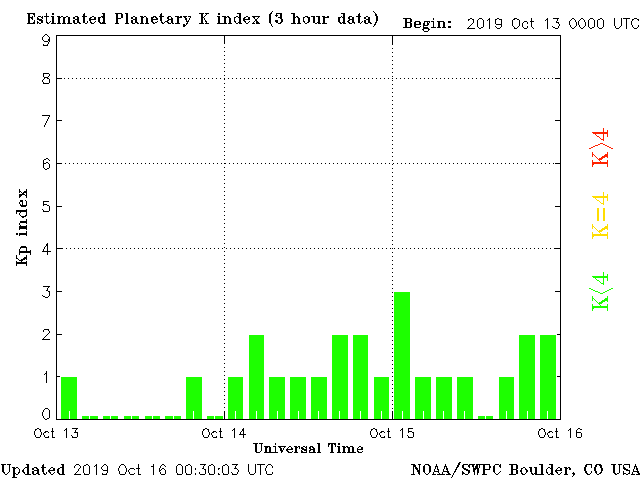 Estimated Planetary K index (3 hour data)
Begin: 2019 Oct 13 0000 UTC
9
8
7
6
5
4
3
2
1
0
Kp index
K>4
K=4
K<4
Oct 13
Oct 14
Oct 15
Oct 16
Universal Time
Updated 2019 Oct 16 00:30:03 UTC
NOAA/SWPC Boulder, CO USA